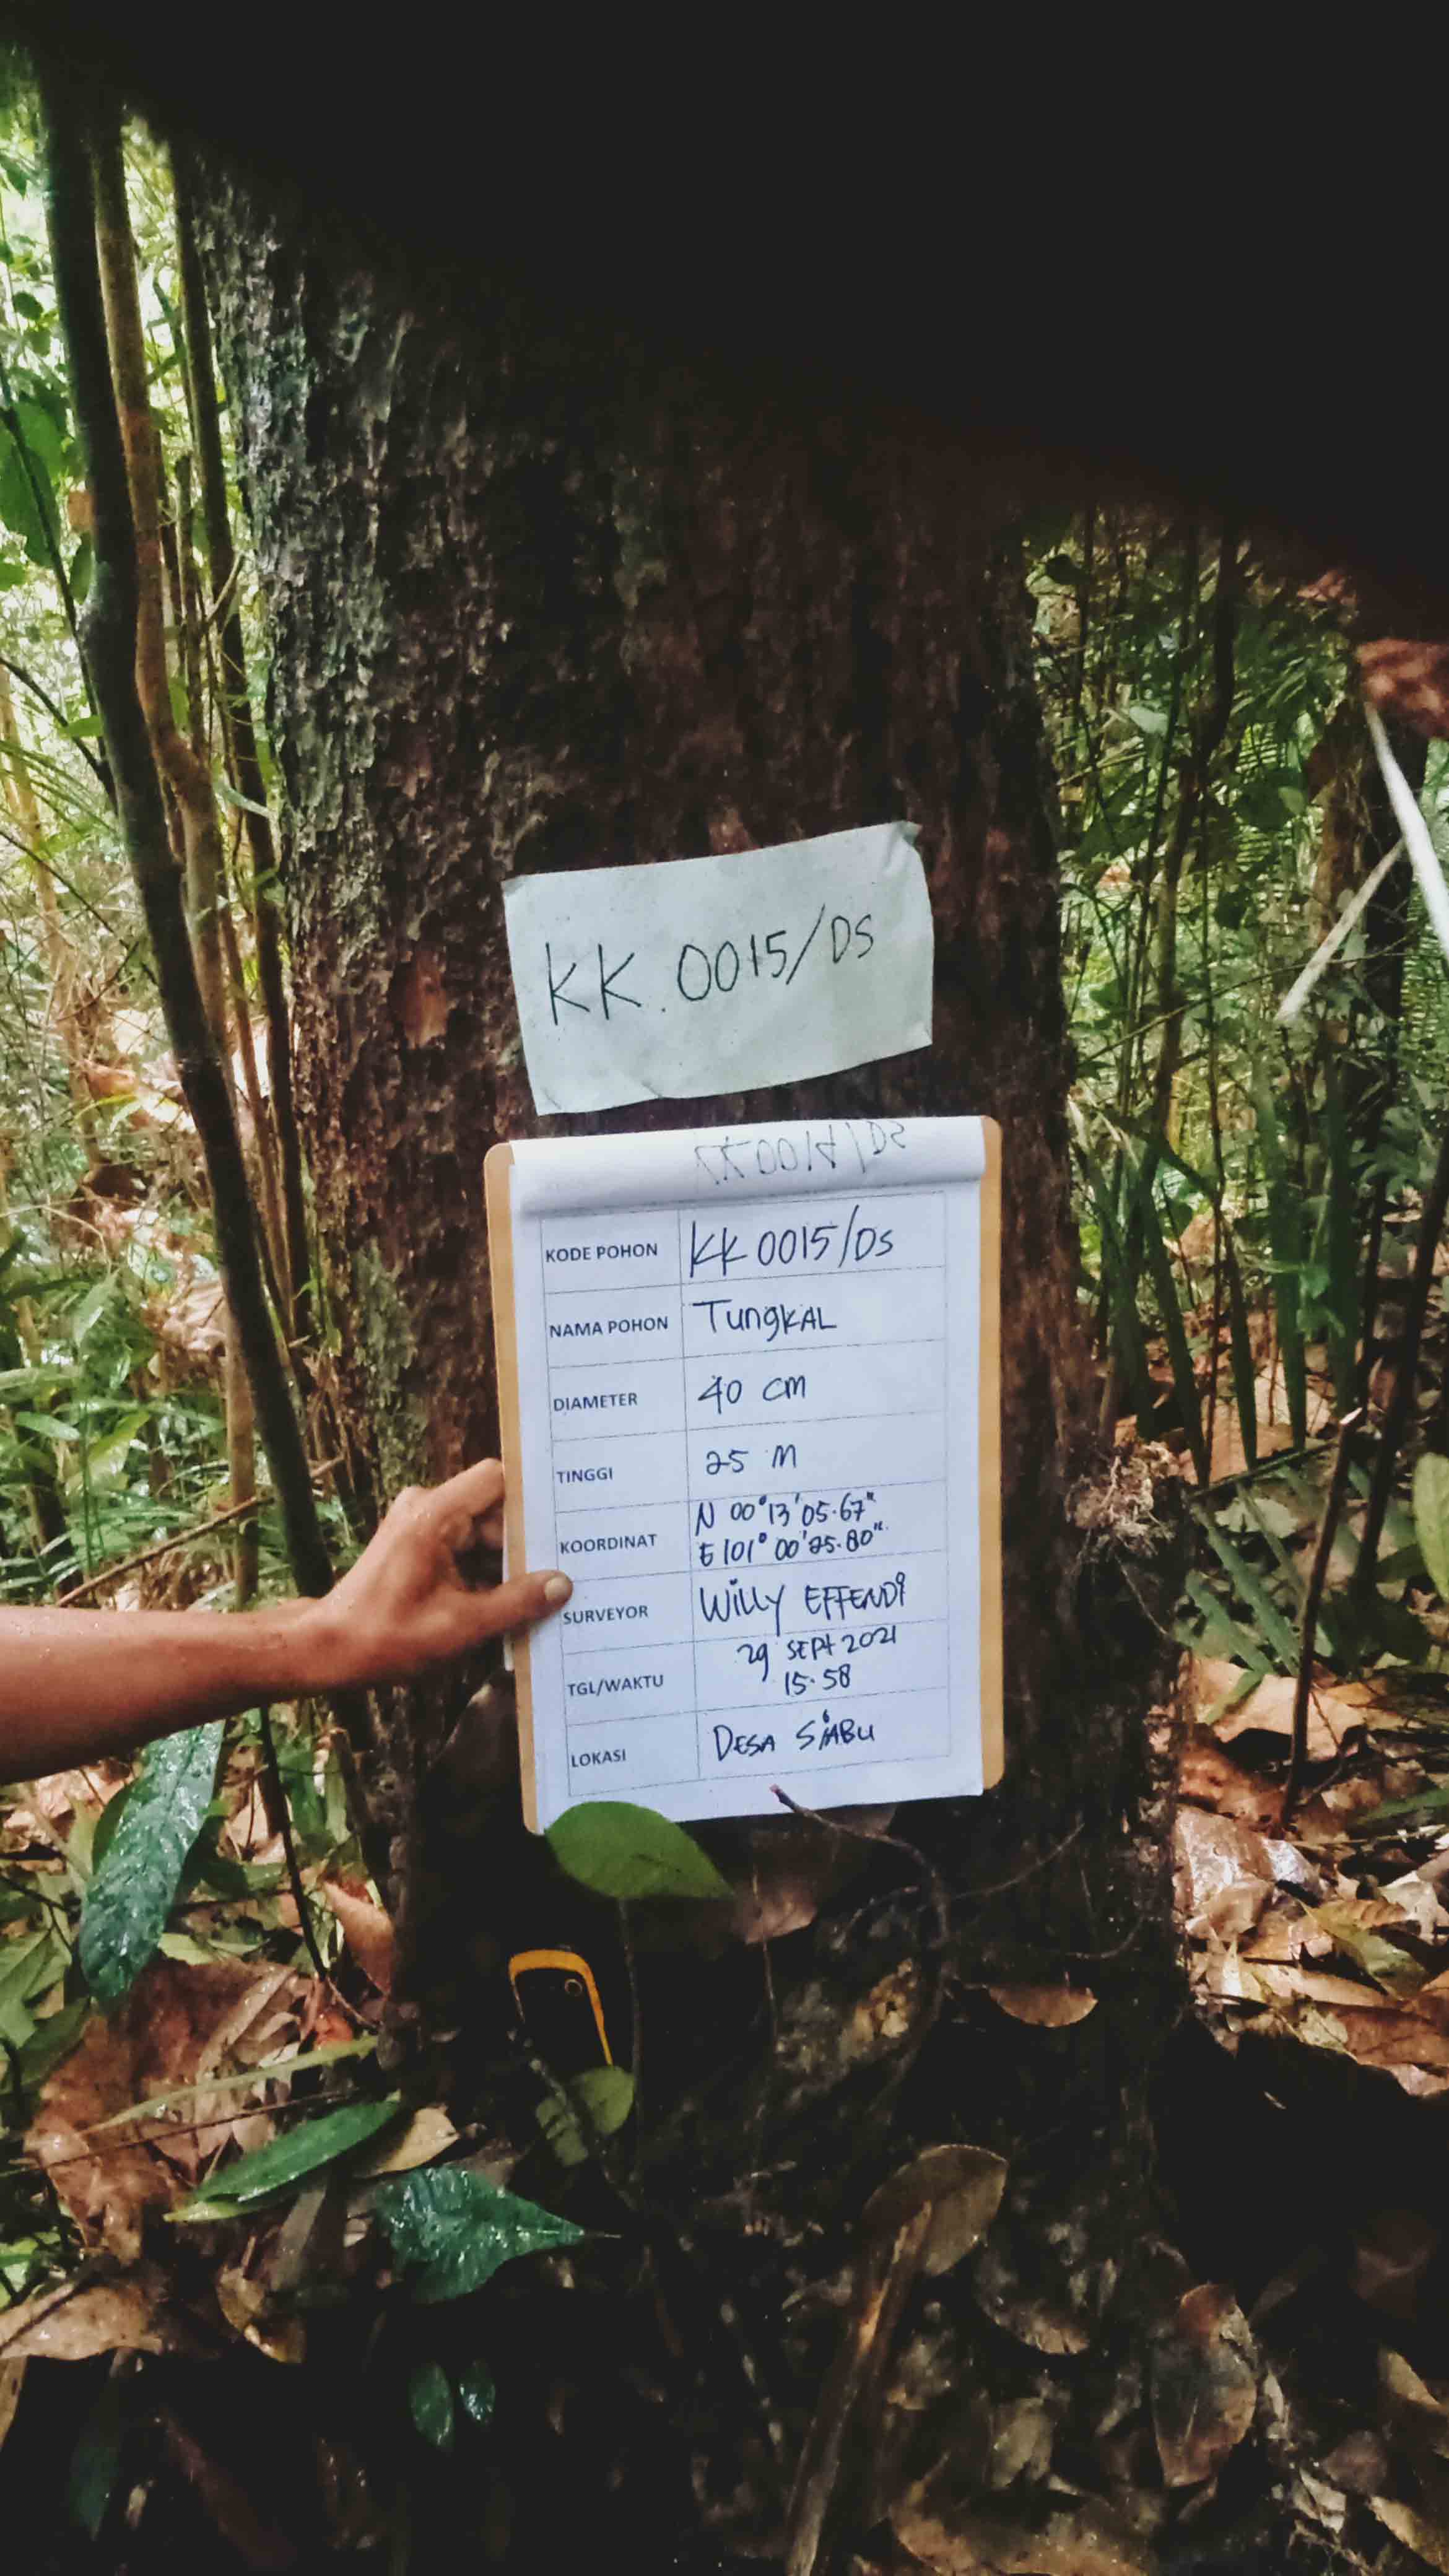 KK.0015/DS
KK0014/DS
KODE POHON KK 0015/DS
NAMA POHON TungKAL
DIAMETER 40 cm
TINGGI 25 M
KOORDINAT N 00°13'05.67"
E 101°00'25.80"
SURVEYOR WillY EFFENDi
TGL/WAKTU 29 SEPT 2021
15.58
LOKASI DESA SiABU